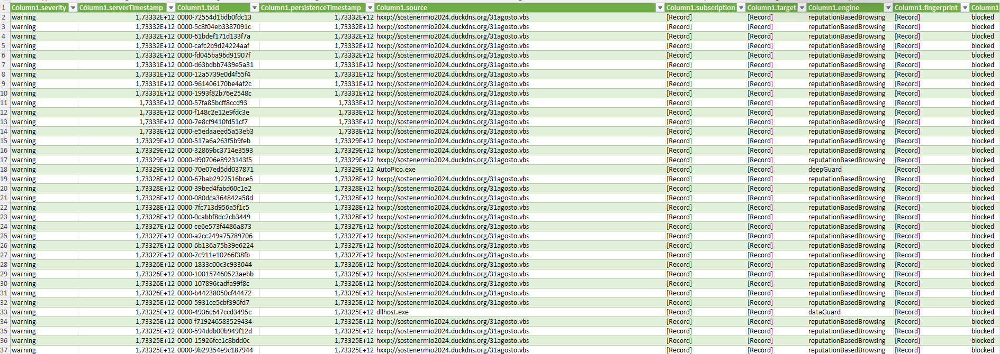 1 Column1.severity Column1.serverTimestamp Column1.txId Column1.persistenceTimestamp Column1.source Column1.subscription Column1.target Column1.engine Column1.fingerprint Column1
2 warning 1,73332E+12 0000-72554d1bdb0fdc13 1,73332E+12 hxxp://sostenermio2024.duckdns.org/31agosto.vbs [Record] [Record] reputationBasedBrowsing [Record] blocked
3 warning 1,73332E+12 0000-5c8f04eb3387091c 1,73332E+12 hxxp://sostenermio2024.duckdns.org/31agosto.vbs [Record] [Record] reputationBasedBrowsing [Record] blocked
4 warning 1,73332E+12 0000-61bdef171d133f7a 1,73332E+12 hxxp://sostenermio2024.duckdns.org/31agosto.vbs [Record] [Record] reputationBasedBrowsing [Record] blocked
5 warning 1,73332E+12 0000-cafc2b9d24224aaf 1,73332E+12 hxxp://sostenermio2024.duckdns.org/31agosto.vbs [Record] [Record] reputationBasedBrowsing [Record] blocked
6 warning 1,73332E+12 0000-fd045ba96d91907f 1,73332E+12 hxxp://sostenermio2024.duckdns.org/31agosto.vbs [Record] [Record] reputationBasedBrowsing [Record] blocked
7 warning 1,73331E+12 0000-d63bdbb7439e5a31 1,73331E+12 hxxp://sostenermio2024.duckdns.org/31agosto.vbs [Record] [Record] reputationBasedBrowsing [Record] blocked
8 warning 1,73331E+12 0000-12a5739e0d4f55f4 1,73331E+12 hxxp://sostenermio2024.duckdns.org/31agosto.vbs [Record] [Record] reputationBasedBrowsing [Record] blocked
9 warning 1,73331E+12 0000-961406170be4af2c 1,73331E+12 hxxp://sostenermio2024.duckdns.org/31agosto.vbs [Record] [Record] reputationBasedBrowsing [Record] blocked
10 warning 1,73331E+12 0000-1993f82b76e2548c 1,73331E+12 hxxp://sostenermio2024.duckdns.org/31agosto.vbs [Record] [Record] reputationBasedBrowsing [Record] blocked
11 warning 1,7333E+12 0000-57fa85bcff8ccd93 1,7333E+12 hxxp://sostenermio2024.duckdns.org/31agosto.vbs [Record] [Record] reputationBasedBrowsing [Record] blocked
12 warning 1,7333E+12 0000-f148c2e12e9fdc3e 1,7333E+12 hxxp://sostenermio2024.duckdns.org/31agosto.vbs [Record] [Record] reputationBasedBrowsing [Record] blocked
13 warning 1,7333E+12 0000-7e8cf9410fd51cf7 1,7333E+12 hxxp://sostenermio2024.duckdns.org/31agosto.vbs [Record] [Record] reputationBasedBrowsing [Record] blocked
14 warning 1,7333E+12 0000-e5edaaeed5a53eb3 1,7333E+12 hxxp://sostenermio2024.duckdns.org/31agosto.vbs [Record] [Record] reputationBasedBrowsing [Record] blocked
15 warning 1,73329E+12 0000-517a6a263f5b9feb 1,73329E+12 hxxp://sostenermio2024.duckdns.org/31agosto.vbs [Record] [Record] reputationBasedBrowsing [Record] blocked
16 warning 1,73329E+12 0000-32869bc3714e3593 1,73329E+12 hxxp://sostenermio2024.duckdns.org/31agosto.vbs [Record] [Record] reputationBasedBrowsing [Record] blocked
17 warning 1,73329E+12 0000-d90706e8923143f5 1,73329E+12 hxxp://sostenermio2024.duckdns.org/31agosto.vbs [Record] [Record] reputationBasedBrowsing [Record] blocked
18 warning 1,73329E+12 0000-70e07ed5dd037871 1,73329E+12 AutoPico.exe [Record] [Record] deepGuard [Record] blocked
19 warning 1,73328E+12 0000-67bab2922516bce5 1,73328E+12 hxxp://sostenermio2024.duckdns.org/31agosto.vbs [Record] [Record] reputationBasedBrowsing [Record] blocked
20 warning 1,73328E+12 0000-39bed4fabd60c1e2 1,73328E+12 hxxp://sostenermio2024.duckdns.org/31agosto.vbs [Record] [Record] reputationBasedBrowsing [Record] blocked
21 warning 1,73328E+12 0000-080dca364842a58d 1,73328E+12 hxxp://sostenermio2024.duckdns.org/31agosto.vbs [Record] [Record] reputationBasedBrowsing [Record] blocked
22 warning 1,73328E+12 0000-7fc713d956a5f1c5 1,73328E+12 hxxp://sostenermio2024.duckdns.org/31agosto.vbs [Record] [Record] reputationBasedBrowsing [Record] blocked
23 warning 1,73328E+12 0000-0cabbf8dc2cb3449 1,73328E+12 hxxp://sostenermio2024.duckdns.org/31agosto.vbs [Record] [Record] reputationBasedBrowsing [Record] blocked
24 warning 1,73327E+12 0000-ce6e573f4486a873 1,73327E+12 hxxp://sostenermio2024.duckdns.org/31agosto.vbs [Record] [Record] reputationBasedBrowsing [Record] blocked
25 warning 1,73327E+12 0000-a2cc249a75789706 1,73327E+12 hxxp://sostenermio2024.duckdns.org/31agosto.vbs [Record] [Record] reputationBasedBrowsing [Record] blocked
26 warning 1,73327E+12 0000-6b136a75b39e6224 1,73327E+12 hxxp://sostenermio2024.duckdns.org/31agosto.vbs [Record] [Record] reputationBasedBrowsing [Record] blocked
27 warning 1,73327E+12 0000-7c911e10266f38fb 1,73327E+12 hxxp://sostenermio2024.duckdns.org/31agosto.vbs [Record] [Record] reputationBasedBrowsing [Record] blocked
28 warning 1,73326E+12 0000-1833c00c3c933044 1,73326E+12 hxxp://sostenermio2024.duckdns.org/31agosto.vbs [Record] [Record] reputationBasedBrowsing [Record] blocked
29 warning 1,73326E+12 0000-100157460523aebb 1,73326E+12 hxxp://sostenermio2024.duckdns.org/31agosto.vbs [Record] [Record] reputationBasedBrowsing [Record] blocked
30 warning 1,73326E+12 0000-107896cadfa99f8c 1,73326E+12 hxxp://sostenermio2024.duckdns.org/31agosto.vbs [Record] [Record] reputationBasedBrowsing [Record] blocked
31 warning 1,73326E+12 0000-b44238050cf44472 1,73326E+12 hxxp://sostenermio2024.duckdns.org/31agosto.vbs [Record] [Record] reputationBasedBrowsing [Record] blocked
32 warning 1,73325E+12 0000-5931ce5cbf396fd7 1,73325E+12 hxxp://sostenermio2024.duckdns.org/31agosto.vbs [Record] [Record] reputationBasedBrowsing [Record] blocked
33 warning 1,73325E+12 0000-4936c647ccd3495c 1,73325E+12 dllhost.exe [Record] [Record] dataGuard [Record] blocked
34 warning 1,73325E+12 0000-f719246583529434 1,73325E+12 hxxp://sostenermio2024.duckdns.org/31agosto.vbs [Record] [Record] reputationBasedBrowsing [Record] blocked
35 warning 1,73325E+12 0000-594ddb00b949f12d 1,73325E+12 hxxp://sostenermio2024.duckdns.org/31agosto.vbs [Record] [Record] reputationBasedBrowsing [Record] blocked
36 warning 1,73325E+12 0000-15926fcc1c8bdd0c 1,73325E+12 hxxp://sostenermio2024.duckdns.org/31agosto.vbs [Record] [Record] reputationBasedBrowsing [Record] blocked
37 warning 1,73325E+12 0000-9b29354e9c187944 1,73325E+12 hxxp://sostenermio2024.duckdns.org/31agosto.vbs [Record] [Record] reputationBasedBrowsing [Record] blocked